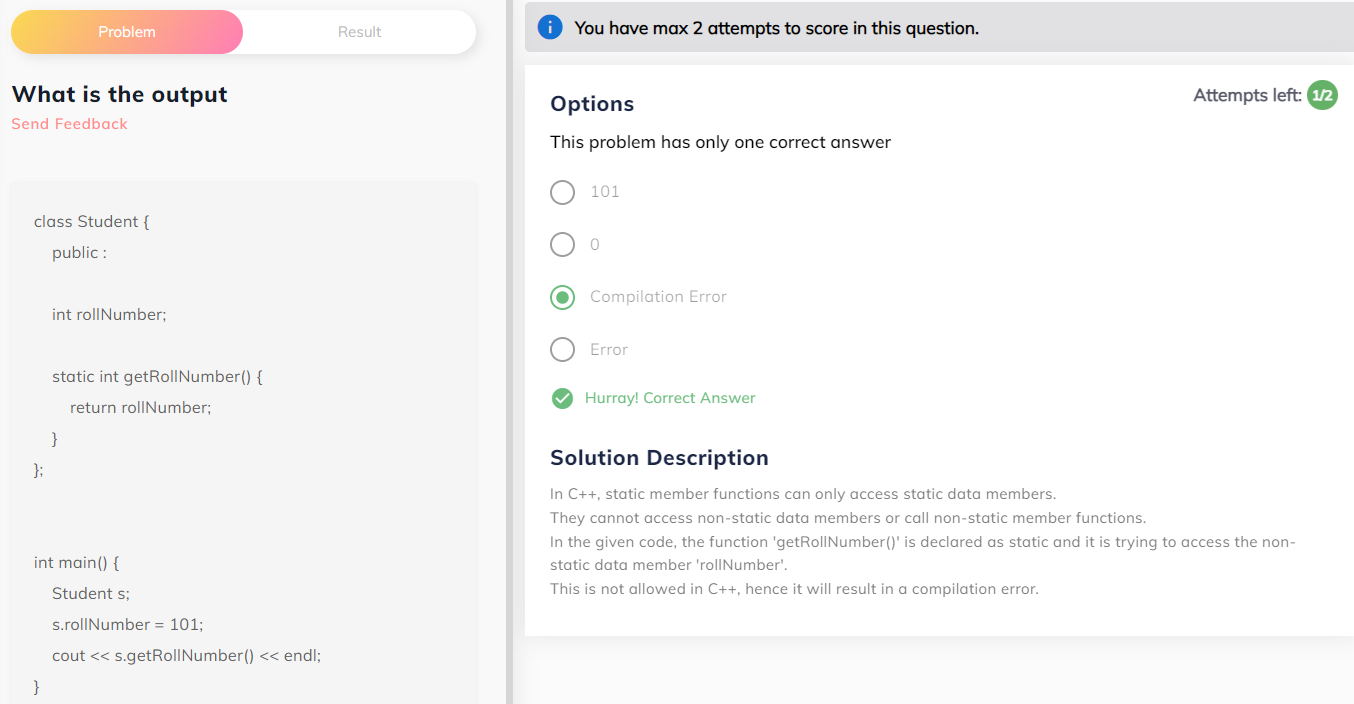 Problem
Result
What is the output
Send Feedback
class Student {
public :
int rollNumber;
static int getRollNumber() {
return rollNumber;
}
};
int main() {
Student s;
s.rollNumber = 101;
cout << s.getRollNumber() << endl;
}
i You have max 2 attempts to score in this question.
Options
Attempts left: 1/2
This problem has only one correct answer
101
0
Compilation Error
Error
Hurray! Correct Answer
Solution Description
In C++, static member functions can only access static data members.
They cannot access non-static data members or call non-static member functions.
In the given code, the function 'getRollNumber()' is declared as static and it is trying to access the non-
static data member 'rollNumber'.
This is not allowed in C++, hence it will result in a compilation error.